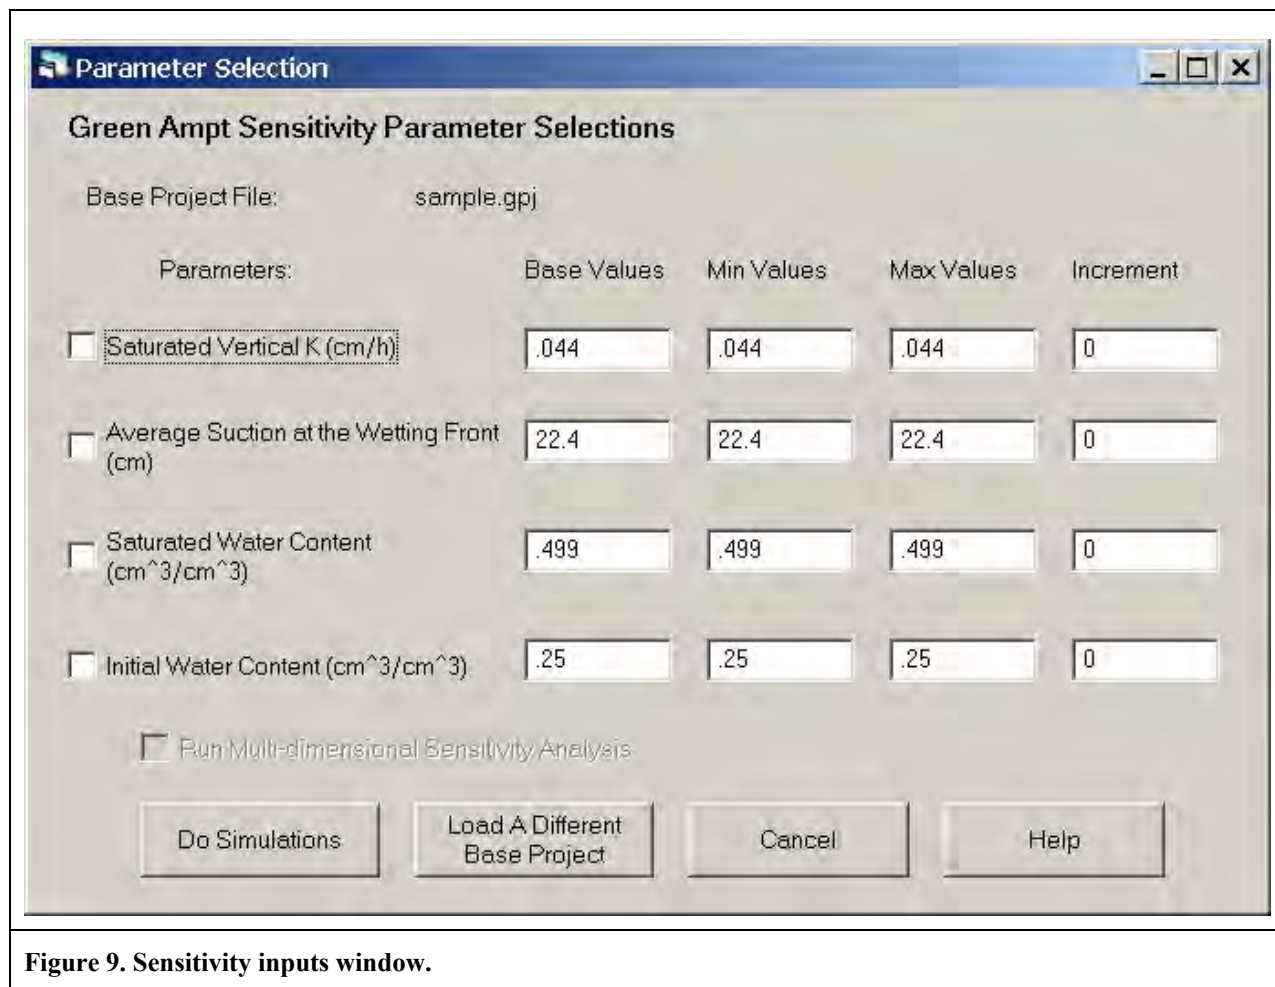 Parameter Selection
Green Ampt Sensitivity Parameter Selections
Base Project File: sample.gpj
Parameters: Base Values Min Values Max Values Increment
Saturated Vertical K (cm/h) .044 .044 .044 0
Average Suction at the Wetting Front
(cm) 22.4 22.4 22.4 0
Saturated Water Content
(cm^3/cm^3) .499 .499 .499 0
Initial Water Content (cm^3/cm^3) .25 .25 .25 0
Run Multi-dimensional Sensitivity Analysis
Do Simulations Load A Different
Base Project Cancel Help
Figure 9. Sensitivity inputs window.